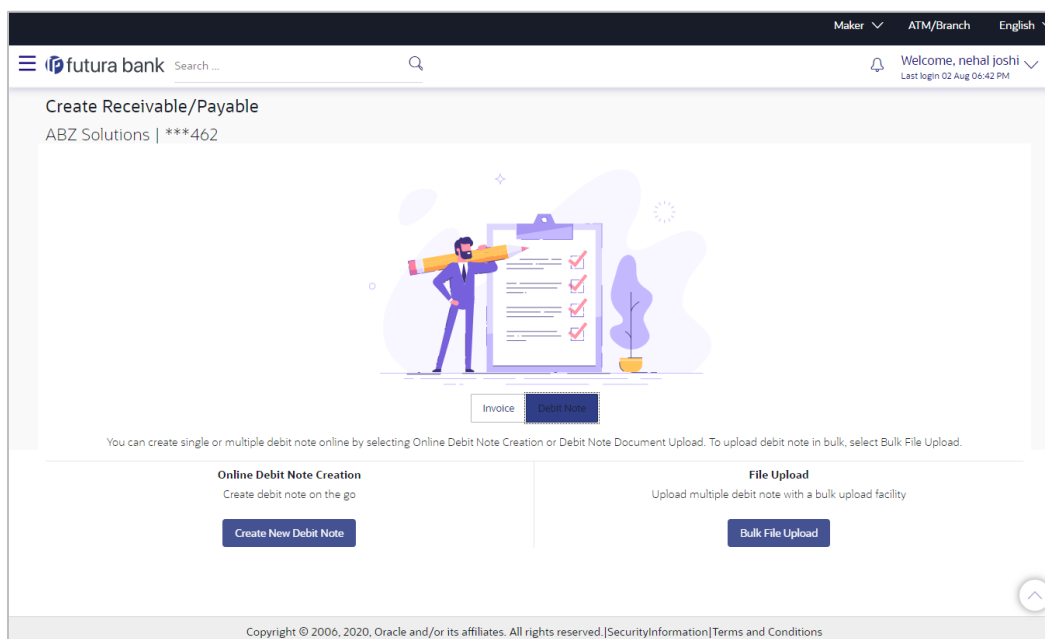 Maker ATM/Branch English
futura bank Search ... Welcome, nehal joshi
Last login 02 Aug 06:42 PM
Create Receivable/Payable
ABZ Solutions | ***462
Invoice Debit Note
You can create single or multiple debit note online by selecting Online Debit Note Creation or Debit Note Document Upload. To upload debit note in bulk, select Bulk File Upload.
Online Debit Note Creation File Upload
Create debit note on the go Upload multiple debit note with a bulk upload facility
Create New Debit Note Bulk File Upload
Copyright © 2006, 2020, Oracle and/or its affiliates. All rights reserved.|SecurityInformation|Terms and Conditions